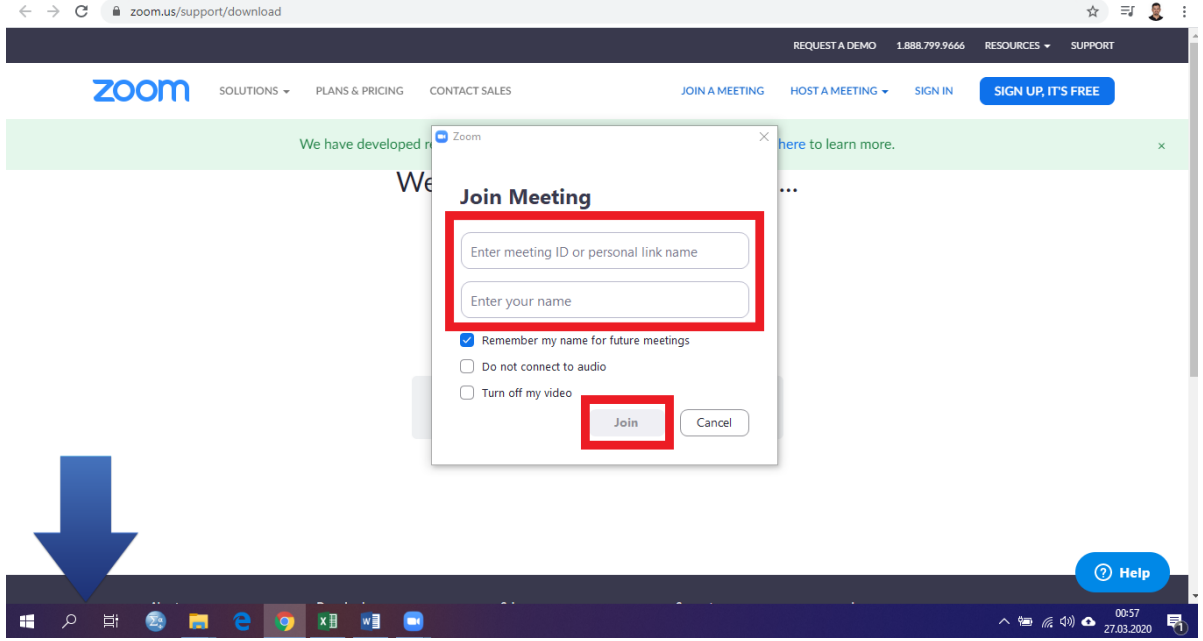 zoom.us/support/download
REQUEST A DEMO 1.888.799.9666 RESOURCES SUPPORT
zoom SOLUTIONS PLANS & PRICING CONTACT SALES JOIN A MEETING HOST A MEETING SIGN IN SIGN UP, IT'S FREE
We have developed here to learn more. ×
Zoom
We ...
Join Meeting
Enter meeting ID or personal link name
Enter your name
Remember my name for future meetings
Do not connect to audio
Turn off my video
Join Cancel
Help
00:57
27.03.2020
1